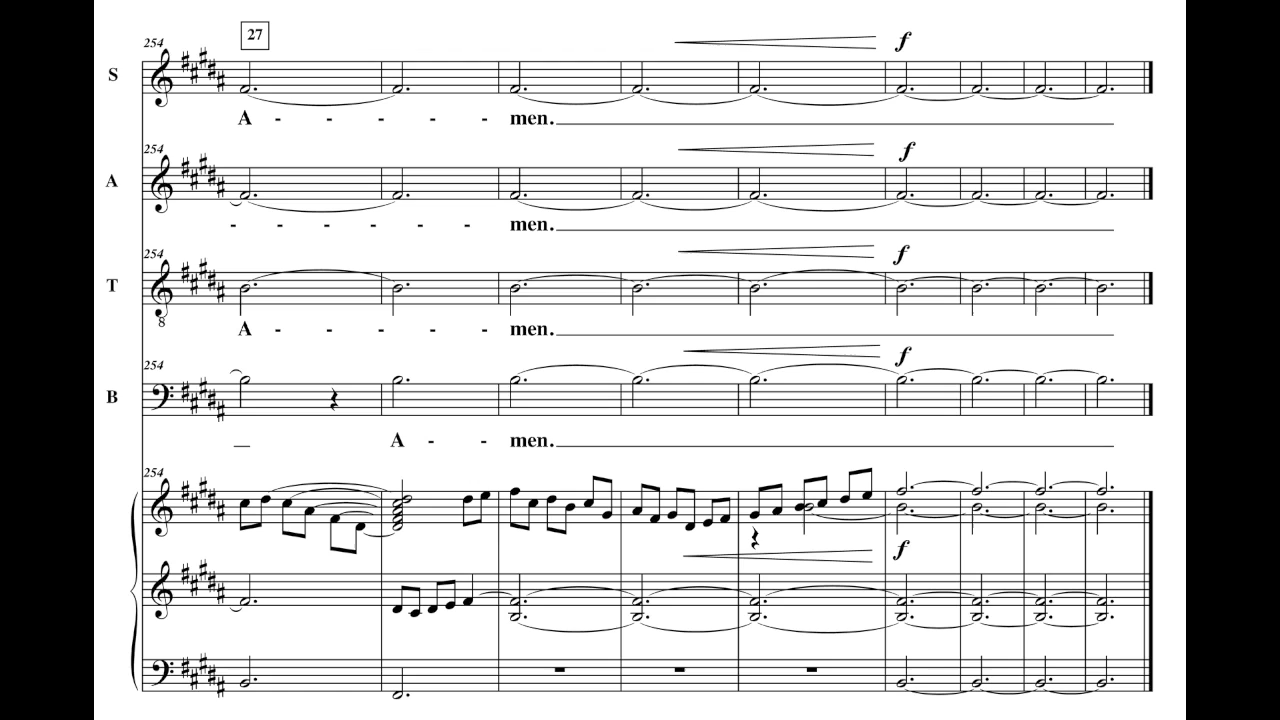 27
254
f
S
A - - - - men.
254
f
A
- - - - - men.
254
f
T
8
A - - - - men.
254
f
B
A - - men.
254
f